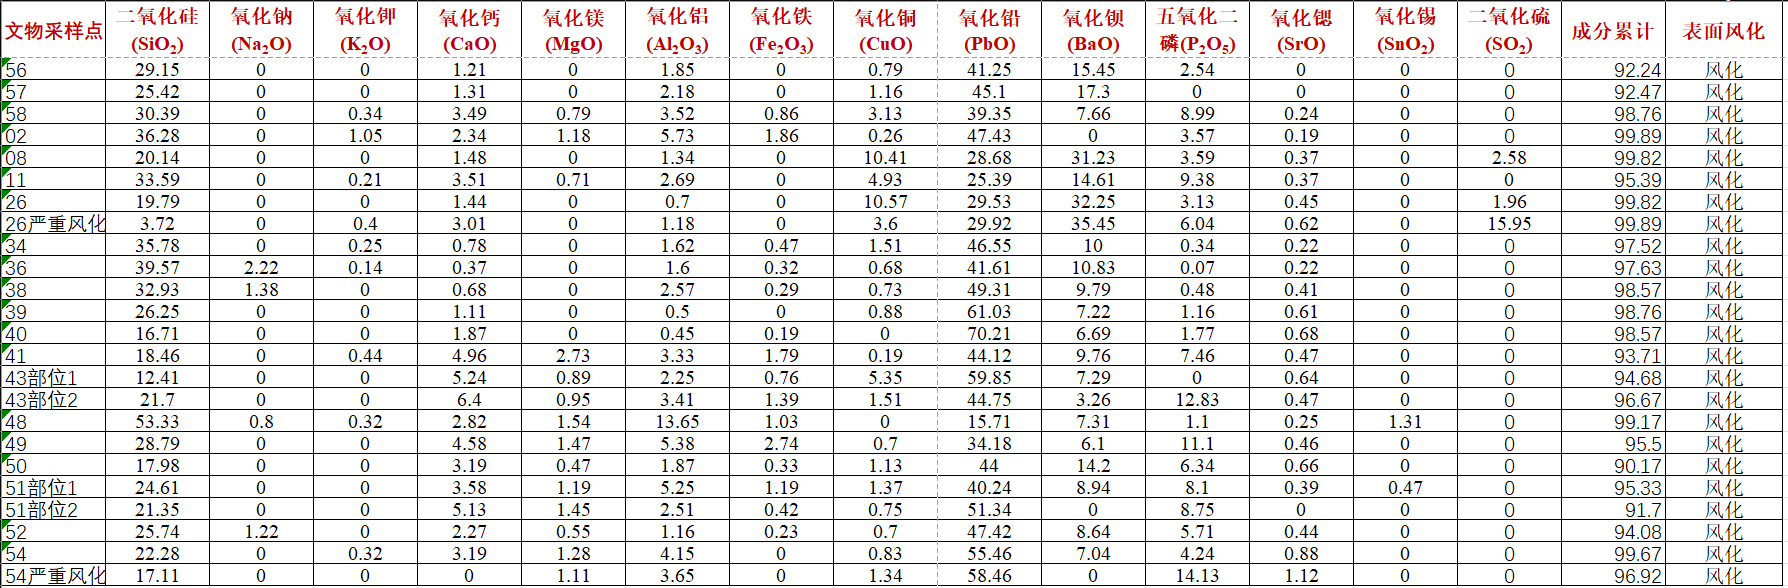 文物采样点 二氧化硅(SiO₂) 氧化钠(Na₂O) 氧化钾(K₂O) 氧化钙(CaO) 氧化镁(MgO) 氧化铝(Al₂O₃) 氧化铁(Fe₂O₃) 氧化铜(CuO) 氧化铅(PbO) 氧化钡(BaO) 五氧化二磷(P₂O₅) 氧化锶(SrO) 氧化锡(SnO₂) 二氧化硫(SO₂) 成分累计 表面风化
56 29.15 0 0 1.21 0 1.85 0 0.79 41.25 15.45 2.54 0 0 0 92.24 风化
57 25.42 0 0 1.31 0 2.18 0 1.16 45.1 17.3 0 0 0 0 92.47 风化
58 30.39 0 0.34 3.49 0.79 3.52 0.86 3.13 39.35 7.66 8.99 0.24 0 0 98.76 风化
02 36.28 0 1.05 2.34 1.18 5.73 1.86 0.26 47.43 0 3.57 0.19 0 0 99.89 风化
08 20.14 0 0 1.48 0 1.34 0 10.41 28.68 31.23 3.59 0.37 0 2.58 99.82 风化
11 33.59 0 0.21 3.51 0.71 2.69 0 4.93 25.39 14.61 9.38 0.37 0 0 95.39 风化
26 19.79 0 0 1.44 0 0.7 0 10.57 29.53 32.25 3.13 0.45 0 1.96 99.82 风化
26严重风化 3.72 0 0.4 3.01 0 1.18 0 3.6 29.92 35.45 6.04 0.62 0 15.95 99.89 风化
34 35.78 0 0.25 0.78 0 1.62 0.47 1.51 46.55 10 0.34 0.22 0 0 97.52 风化
36 39.57 2.22 0.14 0.37 0 1.6 0.32 0.68 41.61 10.83 0.07 0.22 0 0 97.63 风化
38 32.93 1.38 0 0.68 0 2.57 0.29 0.73 49.31 9.79 0.48 0.41 0 0 98.57 风化
39 26.25 0 0 1.11 0 0.5 0 0.88 61.03 7.22 1.16 0.61 0 0 98.76 风化
40 16.71 0 0 1.87 0 0.45 0.19 0 70.21 6.69 1.77 0.68 0 0 98.57 风化
41 18.46 0 0.44 4.96 2.73 3.33 1.79 0.19 44.12 9.76 7.46 0.47 0 0 93.71 风化
43部位1 12.41 0 0 5.24 0.89 2.25 0.76 5.35 59.85 7.29 0 0.64 0 0 94.68 风化
43部位2 21.7 0 0 6.4 0.95 3.41 1.39 1.51 44.75 3.26 12.83 0.47 0 0 96.67 风化
48 53.33 0.8 0.32 2.82 1.54 13.65 1.03 0 15.71 7.31 1.1 0.25 1.31 0 99.17 风化
49 28.79 0 0 4.58 1.47 5.38 2.74 0.7 34.18 6.1 11.1 0.46 0 0 95.5 风化
50 17.98 0 0 3.19 0.47 1.87 0.33 1.13 44 14.2 6.34 0.66 0 0 90.17 风化
51部位1 24.61 0 0 3.58 1.19 5.25 1.19 1.37 40.24 8.94 8.1 0.39 0.47 0 95.33 风化
51部位2 21.35 0 0 5.13 1.45 2.51 0.42 0.75 51.34 0 8.75 0 0 0 91.7 风化
52 25.74 1.22 0 2.27 0.55 1.16 0.23 0.7 47.42 8.64 5.71 0.44 0 0 94.08 风化
54 22.28 0 0.32 3.19 1.28 4.15 0 0.83 55.46 7.04 4.24 0.88 0 0 99.67 风化
54严重风化 17.11 0 0 0 1.11 3.65 0 1.34 58.46 0 14.13 1.12 0 0 96.92 风化